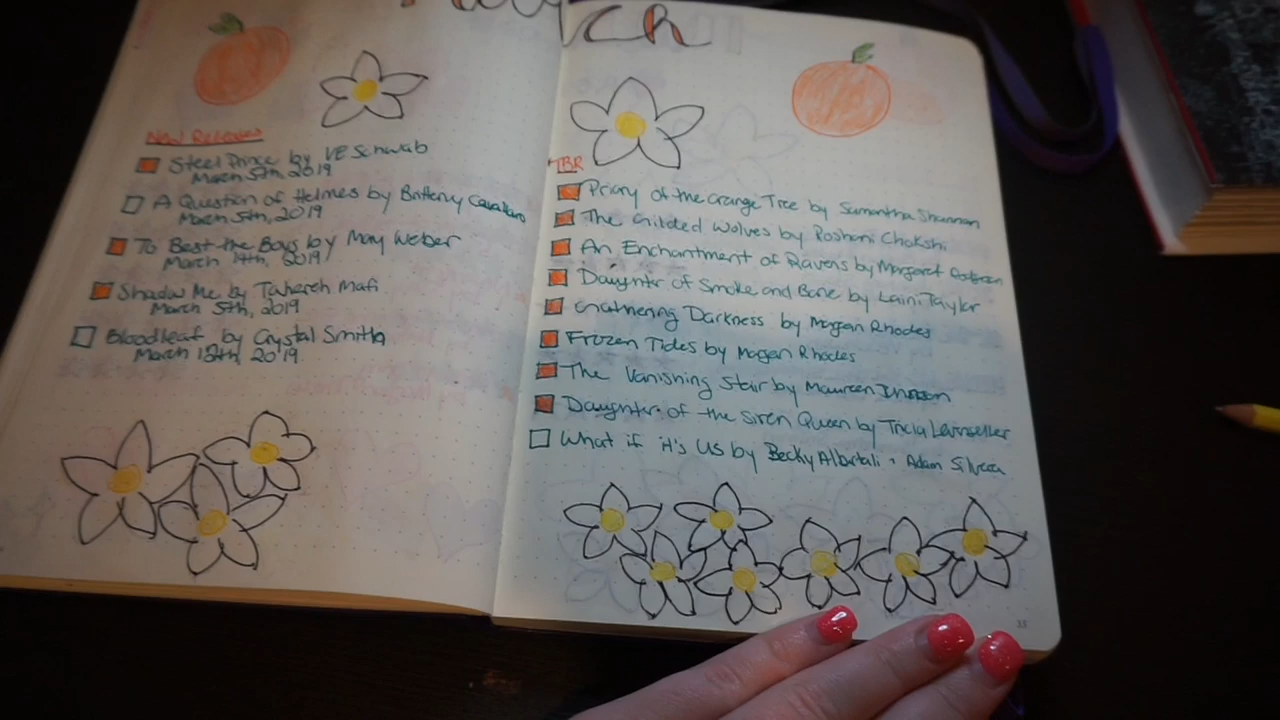 March
New Releases
Steel Prince by VE Schwab
March 5th, 2019
A Question of Holmes by Brittany Cavallaro
March 5th, 2019
To Best the Boys by Mary Weber
March 19th, 2019
Shadow Me by Tahereh Mafi
March 5th, 2019
Bloodleaf by Crystal Smith
March 12th, 2019
TBR
Priory of the Orange Tree by Samantha Shannon
The Gilded Wolves by Roshani Chokshi
An Enchantment of Ravens by Margaret Rogerson
Daughter of Smoke and Bone by Laini Taylor
Gathering Darkness by Morgan Rhodes
Frozen Tides by Morgan Rhodes
The Vanishing Stair by Maureen Johnson
Daughter of the Siren Queen by Tricia Levenseller
What if it's Us by Becky Albertalli + Adam Silvera
33